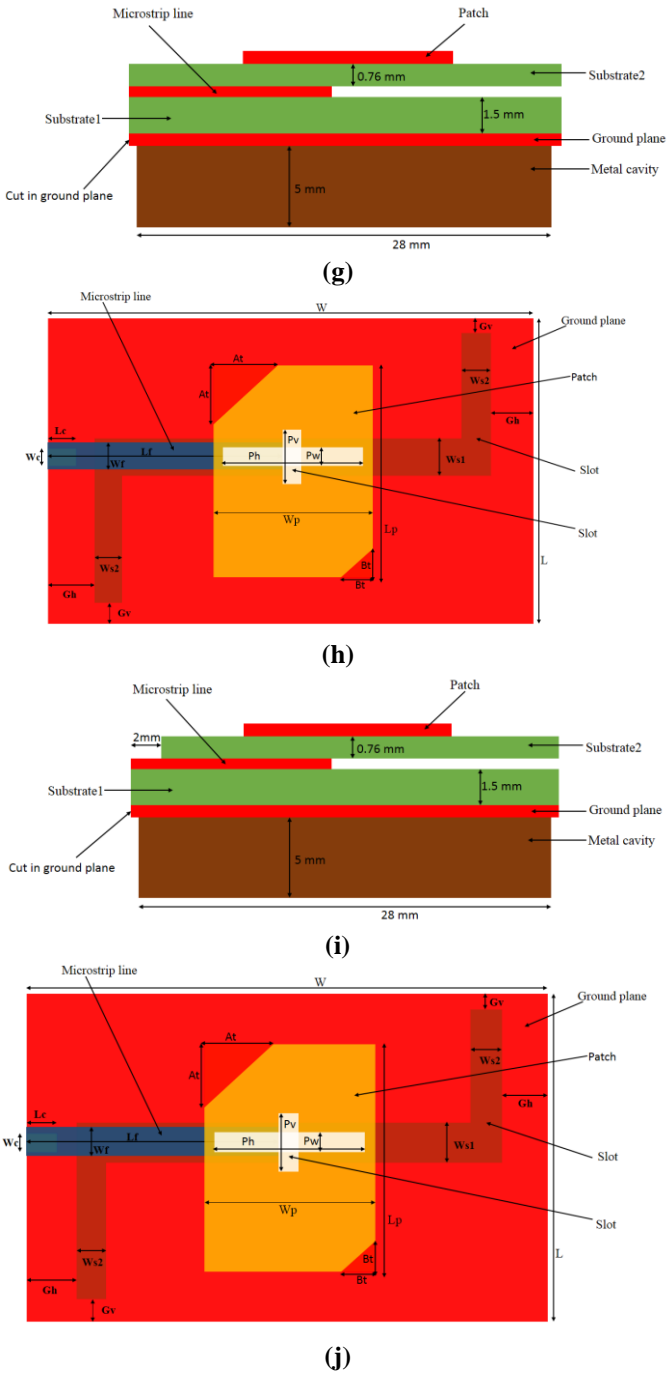 Microstrip line
Patch
0.76 mm
Substrate2
Substrate1
1.5 mm
Ground plane
Metal cavity
Cut in ground plane
5 mm
28 mm
(g)
Microstrip line
W
Ground plane
Gv
At
Ws2
At
Patch
Lc
Gh
Pv
Wc
Lf
Wf
Ph
Pw
Ws1
Slot
Wp
Lp
Slot
Ws2
L
Bt
Gh
Bt
Gv
(h)
Microstrip line
Patch
2mm
0.76 mm
Substrate2
Substrate1
1.5 mm
Ground plane
Metal cavity
Cut in ground plane
5 mm
28 mm
(i)
Microstrip line
W
Ground plane
Gv
At
Ws2
At
Patch
Gh
Lc
Pv
Wc
Lf
Wf
Ph
Pw
Ws1
Slot
Wp
Lp
Slot
Ws2
L
Bt
Gh
Bt
Gv
(j)